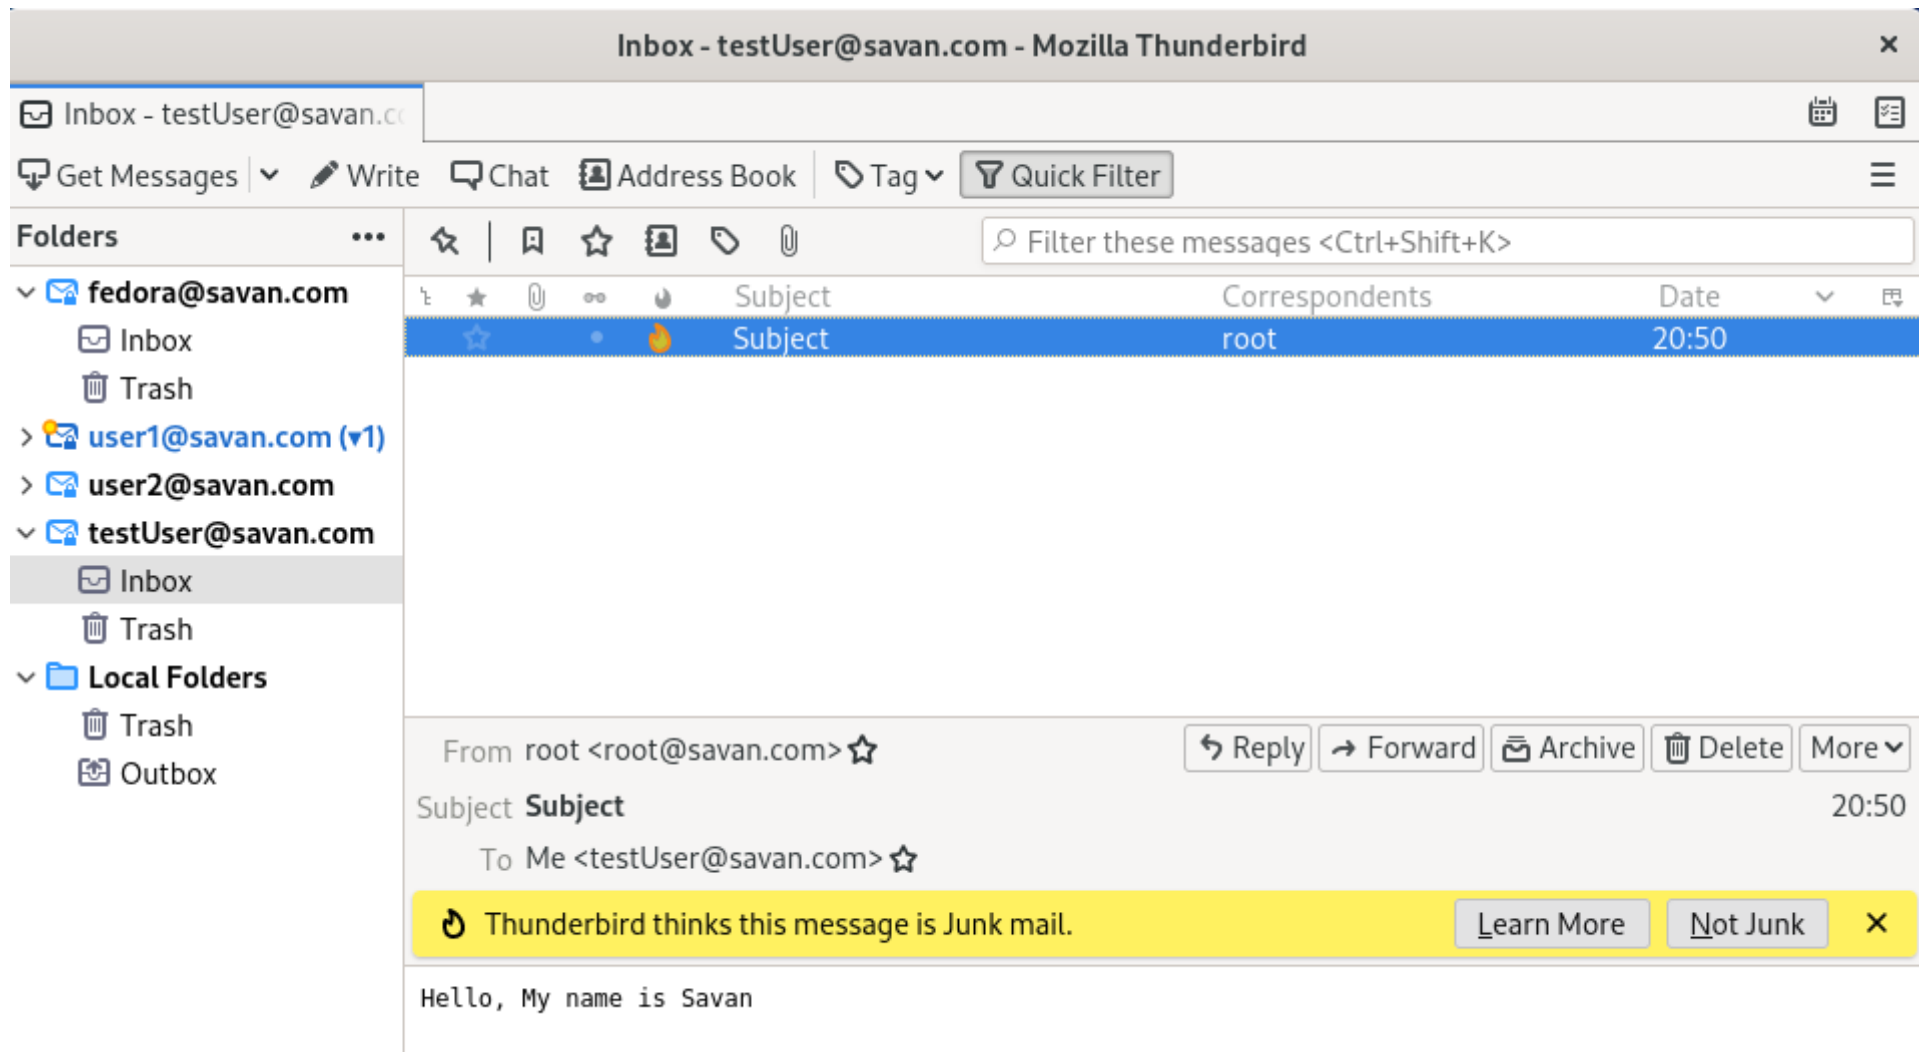 Inbox - testUser@savan.com - Mozilla Thunderbird
Inbox - testUser@savan.c
Get Messages Write Chat Address Book Tag Quick Filter
Folders
Filter these messages <Ctrl+Shift+K>
fedora@savan.com
Inbox
Trash
user1@savan.com (▾1)
user2@savan.com
testUser@savan.com
Inbox
Trash
Local Folders
Trash
Outbox
Subject Correspondents Date
Subject root 20:50
From root <root@savan.com> Reply Forward Archive Delete More
Subject Subject 20:50
To Me <testUser@savan.com>
Thunderbird thinks this message is Junk mail. Learn More Not Junk
Hello, My name is Savan